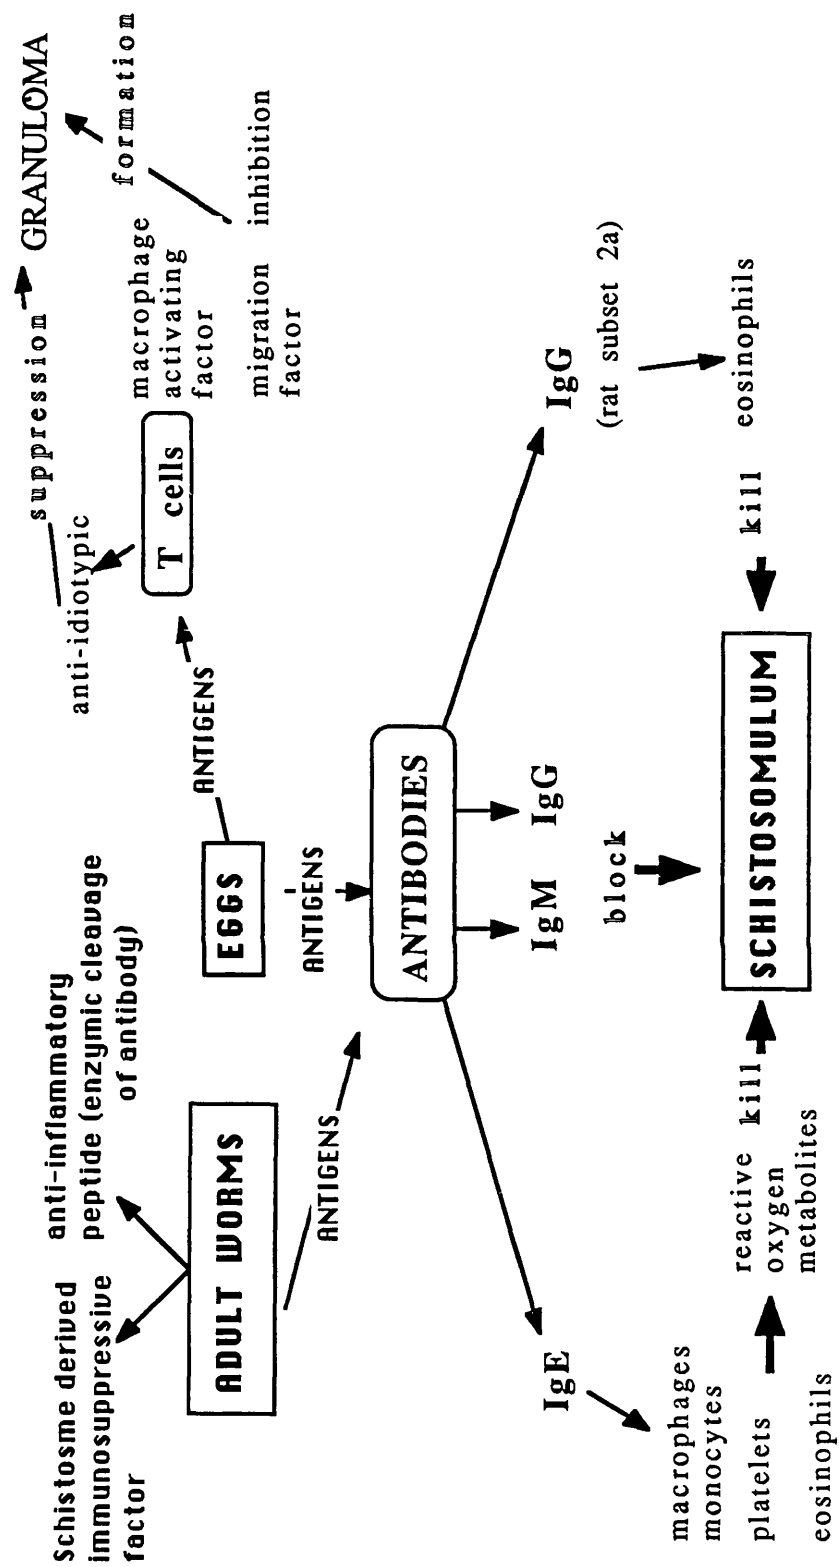 Schistosme derived
immunosuppressive
factor
anti-inflammatory
peptide (enzymic cleavage
of antibody)
ADULT WORMS
ANTIGENS
EGGS
ANTIGENS
ANTIGENS
anti-idiotypic
suppression
GRANULOMA
T cells
macrophage
activating
factor
formation
migration inhibition
factor
ANTIBODIES
IgE
IgM
IgG
IgG
(rat subset 2a)
block
macrophages
monocytes
platelets
eosinophils
reactive
oxygen
metabolites
kill
SCHISTOSOMULUM
kill
eosinophils